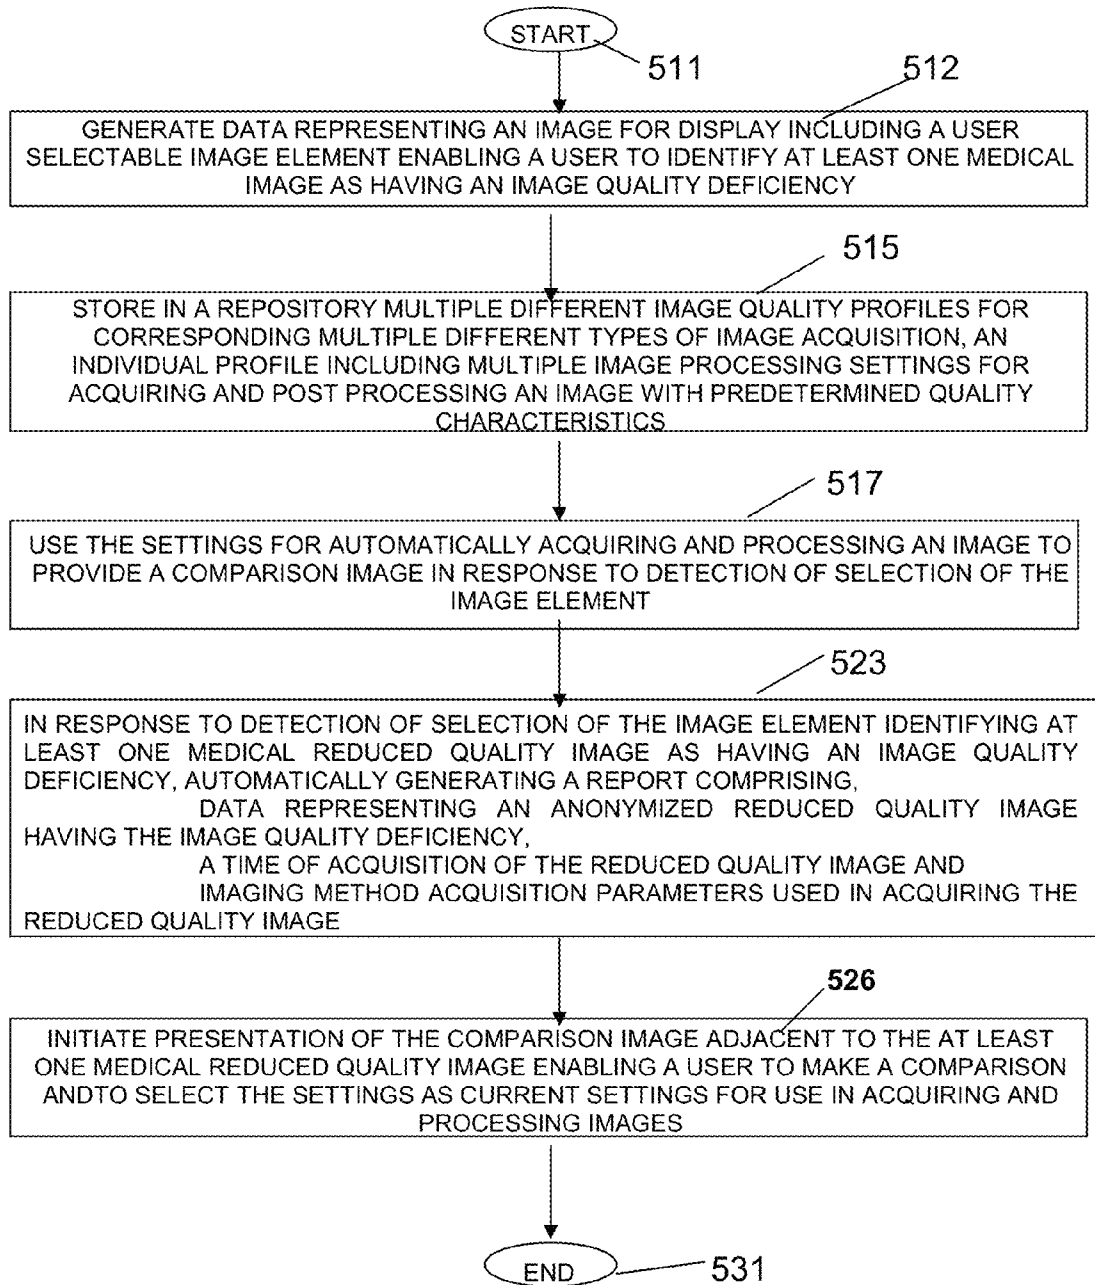 START
511
512
GENERATE DATA REPRESENTING AN IMAGE FOR DISPLAY INCLUDING A USER
SELECTABLE IMAGE ELEMENT ENABLING A USER TO IDENTIFY AT LEAST ONE MEDICAL
IMAGE AS HAVING AN IMAGE QUALITY DEFICIENCY
515
STORE IN A REPOSITORY MULTIPLE DIFFERENT IMAGE QUALITY PROFILES FOR
CORRESPONDING MULTIPLE DIFFERENT TYPES OF IMAGE ACQUISITION, AN
INDIVIDUAL PROFILE INCLUDING MULTIPLE IMAGE PROCESSING SETTINGS FOR
ACQUIRING AND POST PROCESSING AN IMAGE WITH PREDETERMINED QUALITY
CHARACTERISTICS
517
USE THE SETTINGS FOR AUTOMATICALLY ACQUIRING AND PROCESSING AN IMAGE TO
PROVIDE A COMPARISON IMAGE IN RESPONSE TO DETECTION OF SELECTION OF THE
IMAGE ELEMENT
523
IN RESPONSE TO DETECTION OF SELECTION OF THE IMAGE ELEMENT IDENTIFYING AT
LEAST ONE MEDICAL REDUCED QUALITY IMAGE AS HAVING AN IMAGE QUALITY
DEFICIENCY, AUTOMATICALLY GENERATING A REPORT COMPRISING,
DATA REPRESENTING AN ANONYMIZED REDUCED QUALITY IMAGE
HAVING THE IMAGE QUALITY DEFICIENCY,
A TIME OF ACQUISITION OF THE REDUCED QUALITY IMAGE AND
IMAGING METHOD ACQUISITION PARAMETERS USED IN ACQUIRING THE
REDUCED QUALITY IMAGE
526
INITIATE PRESENTATION OF THE COMPARISON IMAGE ADJACENT TO THE AT LEAST
ONE MEDICAL REDUCED QUALITY IMAGE ENABLING A USER TO MAKE A COMPARISON
ANDTO SELECT THE SETTINGS AS CURRENT SETTINGS FOR USE IN ACQUIRING AND
PROCESSING IMAGES
END
531